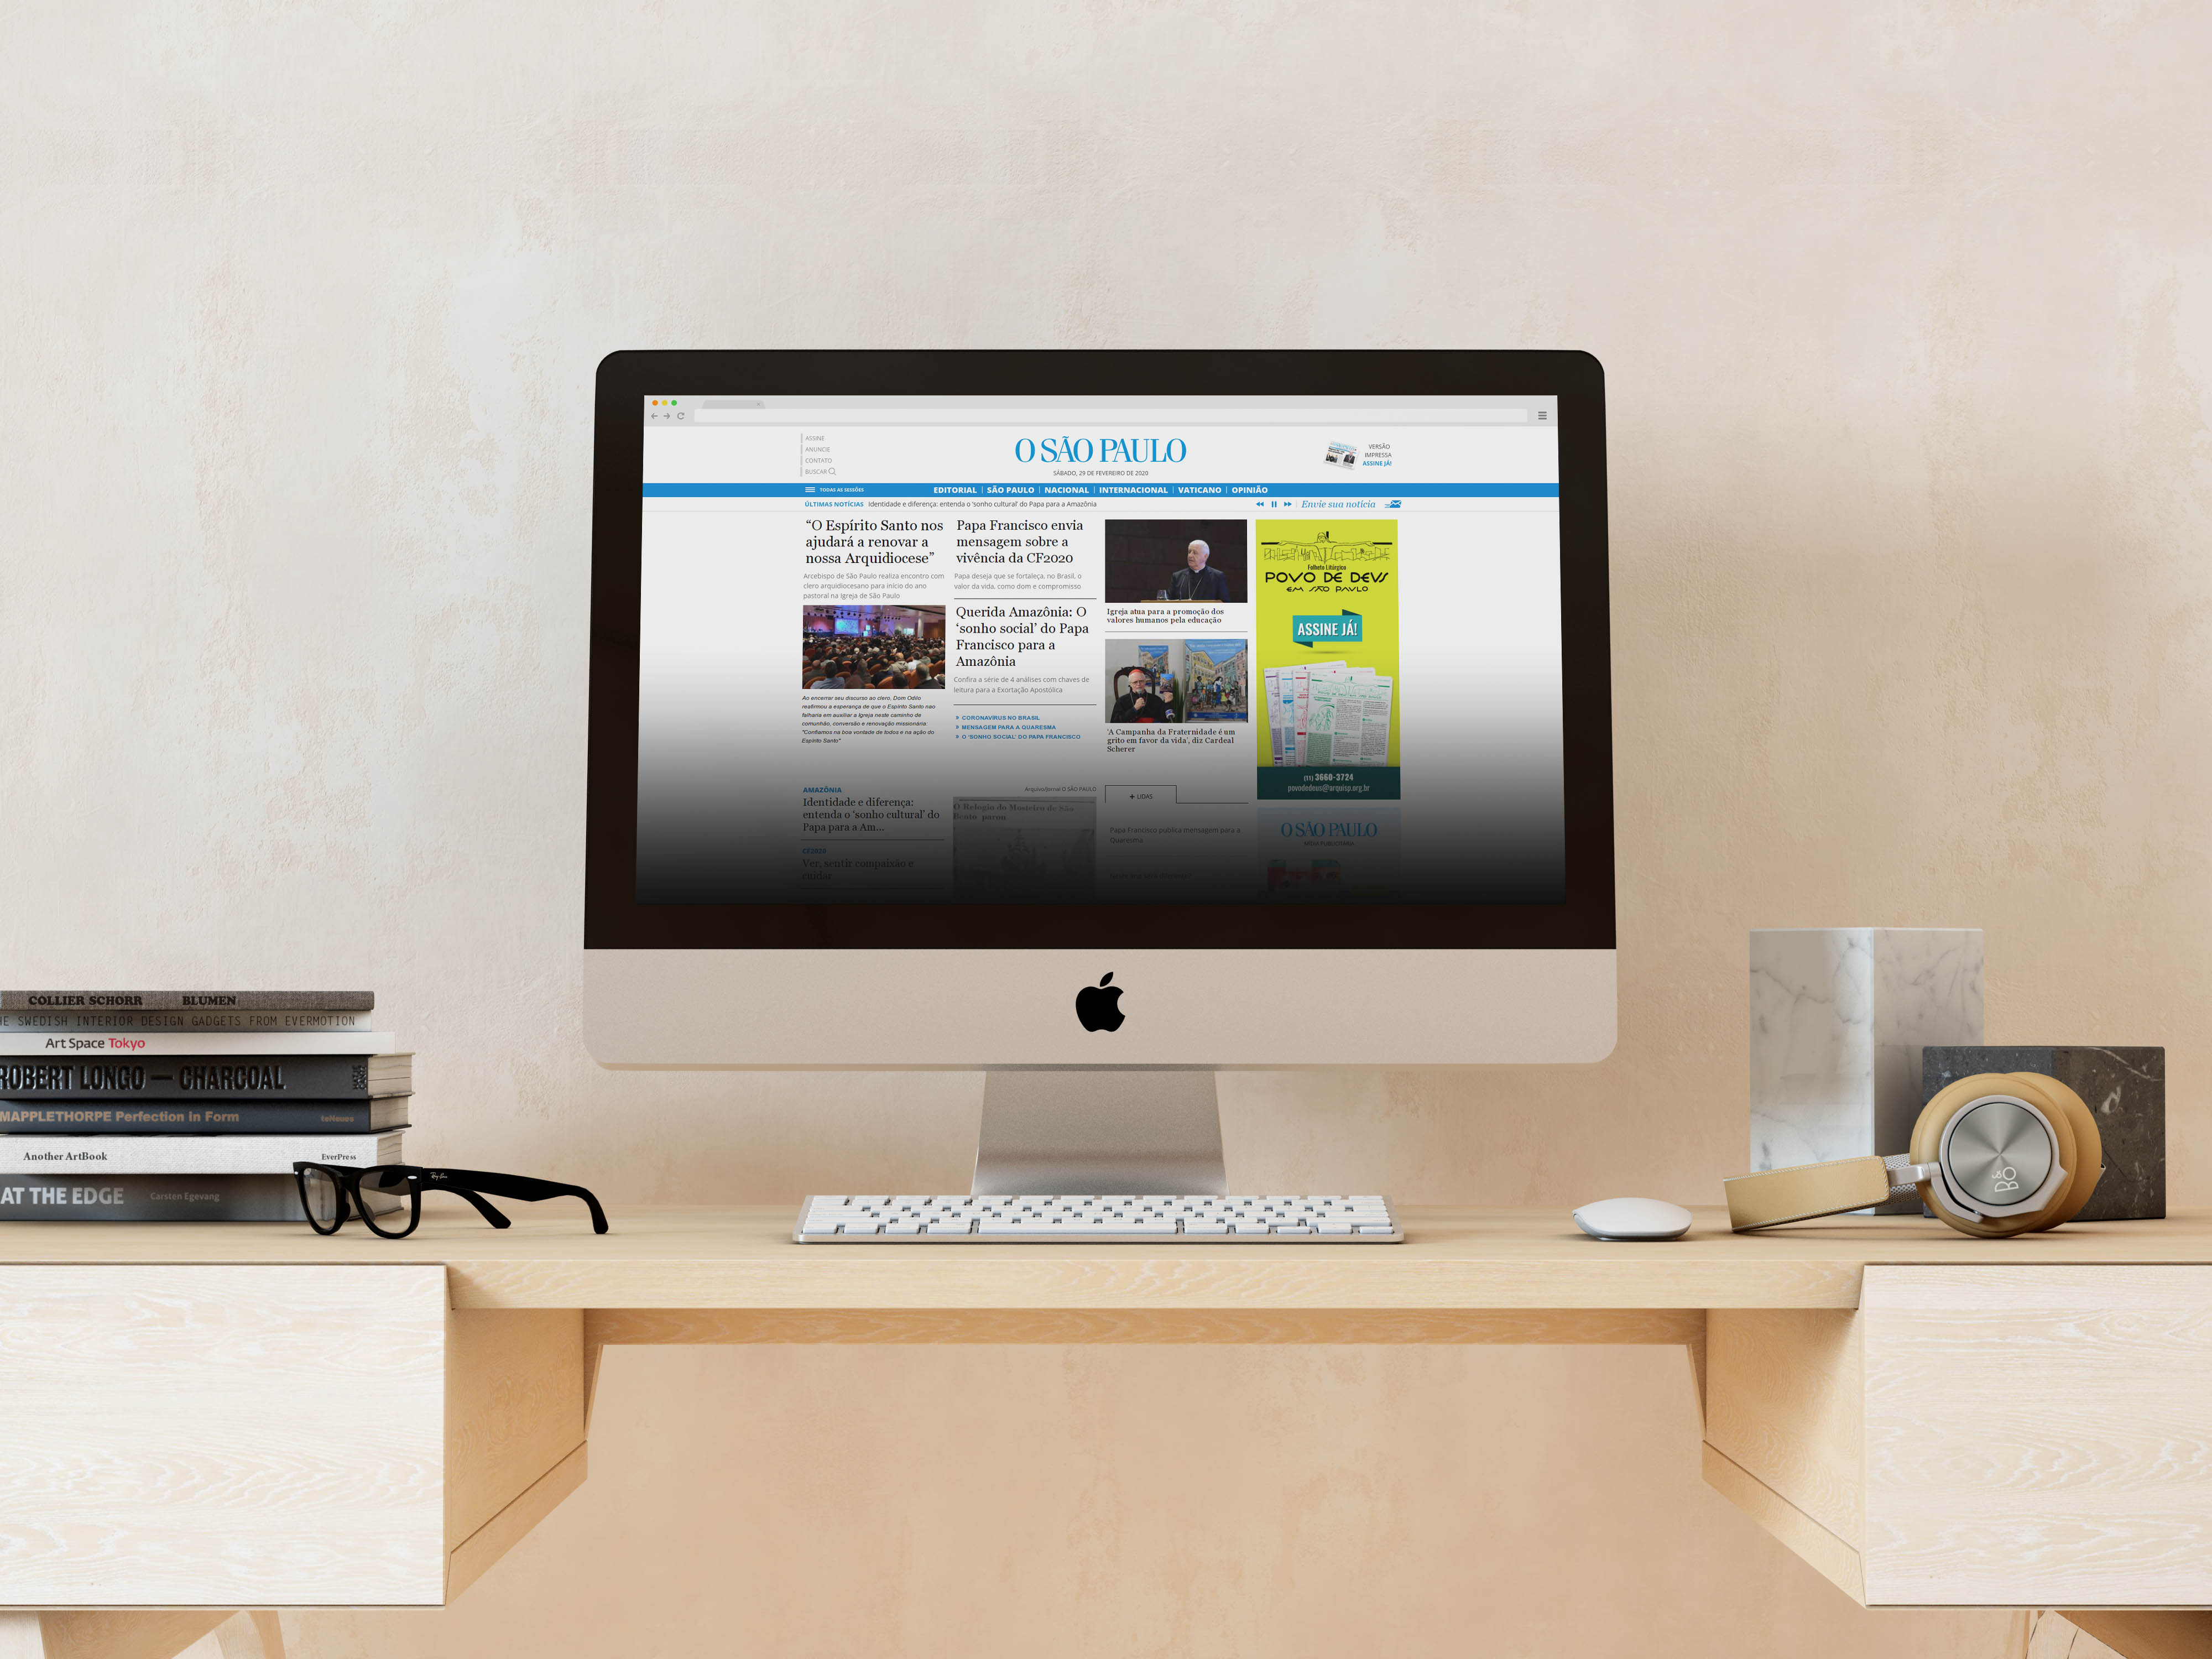 ASSINE
ANUNCIE
CONTATO
BUSCAR
O SÃO PAULO
SÁBADO, 29 DE FEVEREIRO DE 2020
VERSÃO
IMPRESSA
ASSINE JÁ!
TODAS AS SESSÕES
EDITORIAL | SÃO PAULO | NACIONAL | INTERNACIONAL | VATICANO | OPINIÃO
ÚLTIMAS NOTÍCIAS Identidade e diferença: entenda o 'sonho cultural' do Papa para a Amazônia
Envie sua notícia
“O Espírito Santo nos
ajudará a renovar a
nossa Arquidiocese”
Arcebispo de São Paulo realiza encontro com
clero arquidiocesano para início do ano
pastoral na Igreja de São Paulo
Ao encerrar seu discurso ao clero, Dom Odilo
reafirmou a esperança de que o Espírito Santo nao
falharia em auxiliar a Igreja neste caminho de
comunhão, conversão e renovação missionária:
"Confiamos na boa vontade de todos e na ação do
Espírito Santo"
Papa Francisco envia
mensagem sobre a
vivência da CF2020
Papa deseja que se fortaleça, no Brasil, o
valor da vida, como dom e compromisso
Querida Amazônia: O
‘sonho social’ do Papa
Francisco para a
Amazônia
Confira a série de 4 análises com chaves de
leitura para a Exortação Apostólica
» CORONAVÍRUS NO BRASIL
» MENSAGEM PARA A QUARESMA
» O ‘SONHO SOCIAL’ DO PAPA FRANCISCO
Igreja atua para a promoção dos
valores humanos pela educação
‘A Campanha da Fraternidade é um
grito em favor da vida’, diz Cardeal
Scherer
Folheto Litúrgico
POVO DE DEUS
EM SÃO PAULO
ASSINE JÁ!
(11) 3660-3724
povodedeus@arquisp.org.br
AMAZÔNIA
Identidade e diferença:
entenda o ‘sonho cultural’ do
Papa para a Am...
CF2020
Ver, sentir compaixão e
cuidar
Arquivo/Jornal O SÃO PAULO
O Relogio do Mosteiro de São
Bento parou
+ LIDAS
Papa Francisco publica mensagem para a
Quaresma
O SÃO PAULO
MÍDIA PUBLICITÁRIA
COLLIER SCHORR BLUMEN
SWEDISH INTERIOR DESIGN GADGETS FROM EVERMOTION
Art Space Tokyo
ROBERT LONGO — CHARCOAL
MAPPLETHORPE Perfection in Form teNeues
Another ArtBook EverPress
AT THE EDGE Carsten Egevang
Ray-Ban
B&O